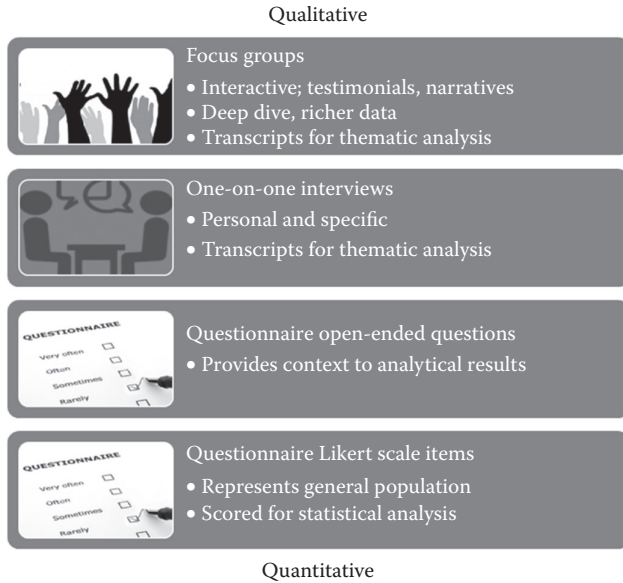 Qualitative
Focus groups
• Interactive; testimonials, narratives
• Deep dive, richer data
• Transcripts for thematic analysis
One-on-one interviews
• Personal and specific
• Transcripts for thematic analysis
QUESTIONNAIRE
Very often
Often
Sometimes
Rarely
Questionnaire open-ended questions
• Provides context to analytical results
QUESTIONNAIRE
Very often
Often
Sometimes
Rarely
Questionnaire Likert scale items
• Represents general population
• Scored for statistical analysis
Quantitative